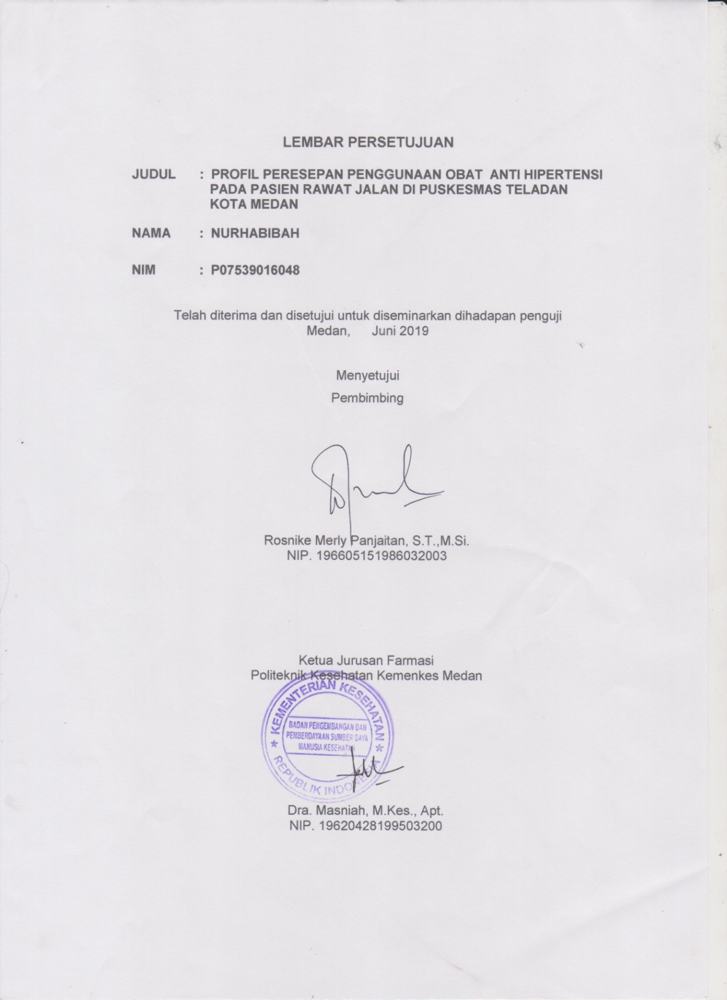 LEMBAR PERSETUJUAN
JUDUL : PROFIL PERESEPAN PENGGUNAAN OBAT ANTI HIPERTENSI
PADA PASIEN RAWAT JALAN DI PUSKESMAS TELADAN
KOTA MEDAN
NAMA : NURHABIBAH
NIM : P07539016048
Telah diterima dan disetujui untuk diseminarkan dihadapan penguji
Medan, Juni 2019
Menyetujui
Pembimbing
Rosnike Merly Panjaitan, S.T.,M.Si.
NIP. 196605151986032003
Ketua Jurusan Farmasi
Politeknik Kesehatan Kemenkes Medan
KEMENTERIAN KESEHATAN
BADAN PENGEMBANGAN DAN
PEMBERDAYAAN SUMBER DAYA
MANUSIA KESEHATAN
REPUBLIK INDONESIA
Dra. Masniah, M.Kes., Apt.
NIP. 19620428199503200